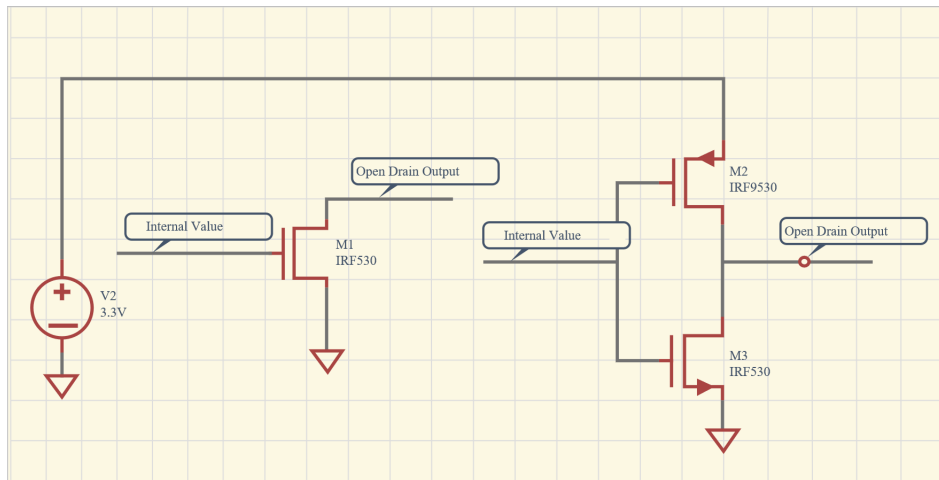 Open Drain Output
Internal Value
M1
IRF530
V2
3.3V
M2
IRF9530
Open Drain Output
Internal Value
M3
IRF530